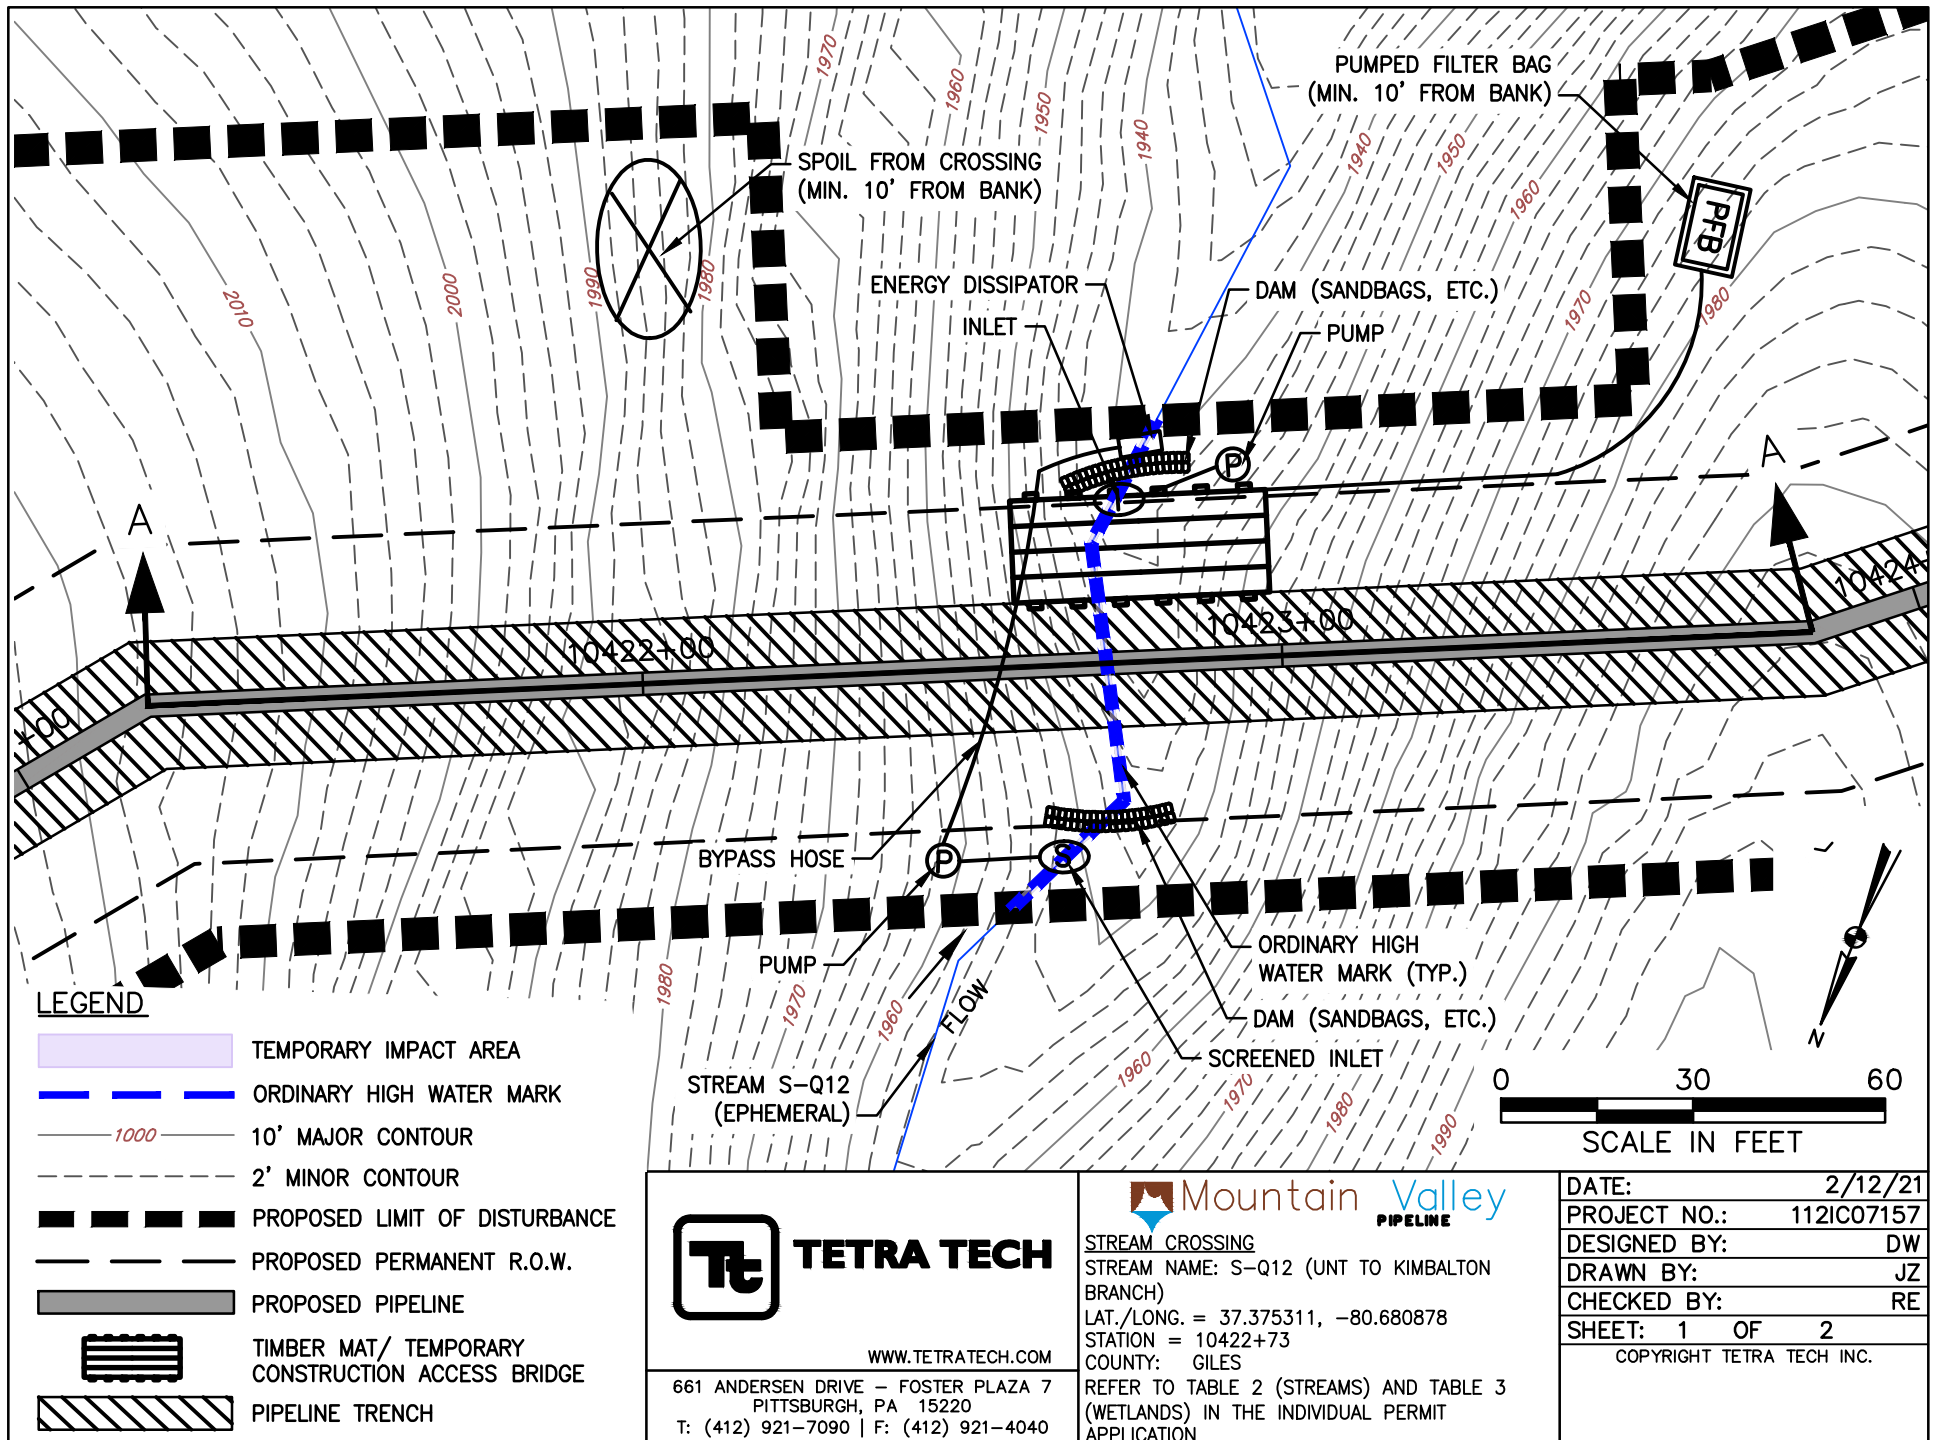 1970
1960
1950
1940
PUMPED FILTER BAG
(MIN. 10' FROM BANK)
1940
1950
1960
SPOIL FROM CROSSING
(MIN. 10' FROM BANK)
PFB
2010
2000
1990
1980
ENERGY DISSIPATOR
DAM (SANDBAGS, ETC.)
INLET
PUMP
1970
1980
A
A
P
I
10422+00
10423+00
10424
+00
BYPASS HOSE
P
S
PUMP
ORDINARY HIGH
WATER MARK (TYP.)
DAM (SANDBAGS, ETC.)
SCREENED INLET
FLOW
STREAM S-Q12
(EPHEMERAL)
1980
1970
1960
1960
1970
1980
1990
Z
N
0 30 60
SCALE IN FEET
LEGEND
TEMPORARY IMPACT AREA
ORDINARY HIGH WATER MARK
1000
10' MAJOR CONTOUR
2' MINOR CONTOUR
PROPOSED LIMIT OF DISTURBANCE
PROPOSED PERMANENT R.O.W.
PROPOSED PIPELINE
TIMBER MAT/ TEMPORARY
CONSTRUCTION ACCESS BRIDGE
PIPELINE TRENCH
Tt TETRA TECH
WWW.TETRATECH.COM
661 ANDERSEN DRIVE – FOSTER PLAZA 7
PITTSBURGH, PA 15220
T: (412) 921-7090 | F: (412) 921-4040
Mountain Valley
PIPELINE
STREAM CROSSING
STREAM NAME: S-Q12 (UNT TO KIMBALTON
BRANCH)
LAT./LONG. = 37.375311, -80.680878
STATION = 10422+73
COUNTY: GILES
REFER TO TABLE 2 (STREAMS) AND TABLE 3
(WETLANDS) IN THE INDIVIDUAL PERMIT
APPLICATION
DATE: 2/12/21
PROJECT NO.: 112IC07157
DESIGNED BY: DW
DRAWN BY: JZ
CHECKED BY: RE
SHEET: 1 OF 2
COPYRIGHT TETRA TECH INC.